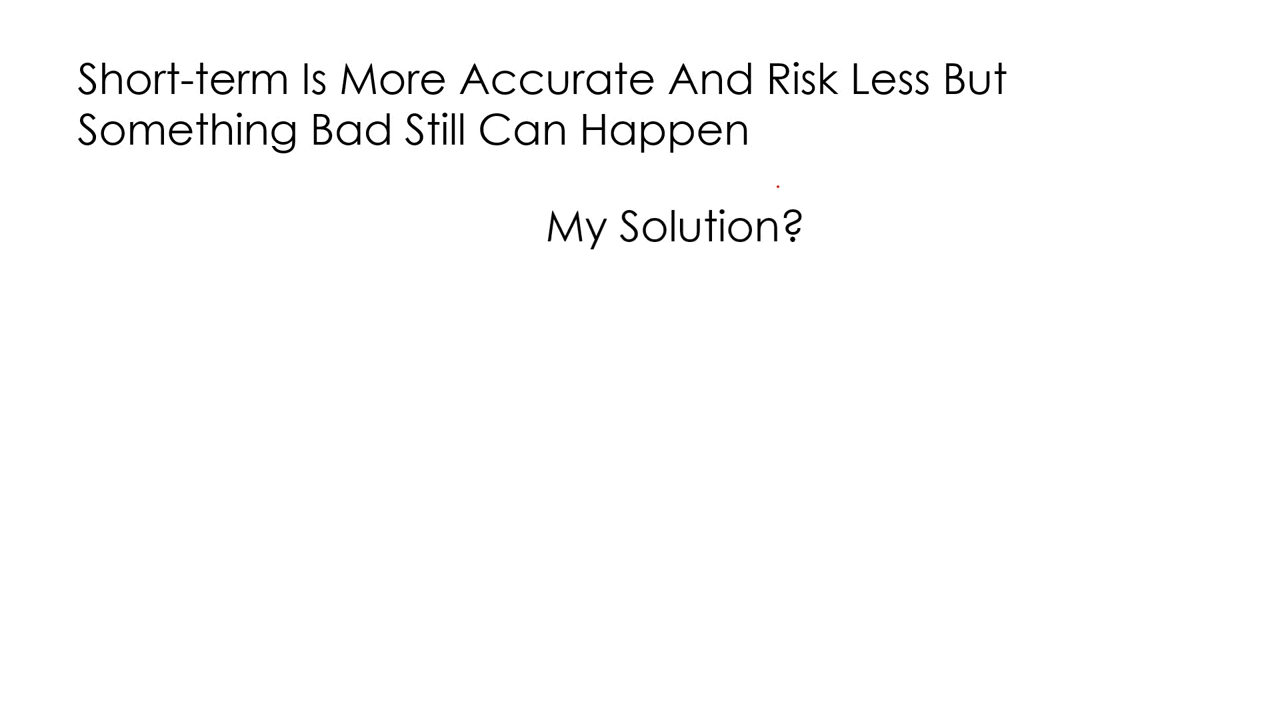 Short-term Is More Accurate And Risk Less But
Something Bad Still Can Happen
My Solution?